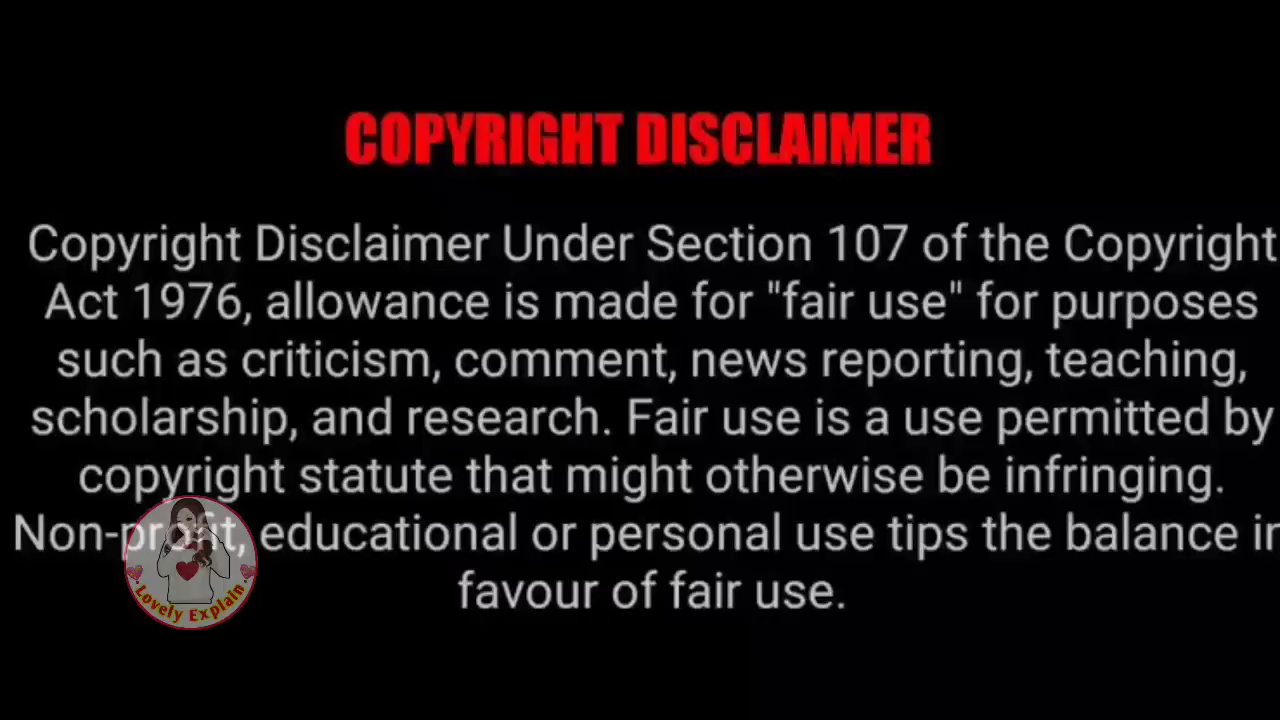 COPYRIGHT DISCLAIMER
Copyright Disclaimer Under Section 107 of the Copyright
Act 1976, allowance is made for "fair use" for purposes
such as criticism, comment, news reporting, teaching,
scholarship, and research. Fair use is a use permitted by
copyright statute that might otherwise be infringing.
Non-profit, educational or personal use tips the balance in
favour of fair use.
Lovely Explain